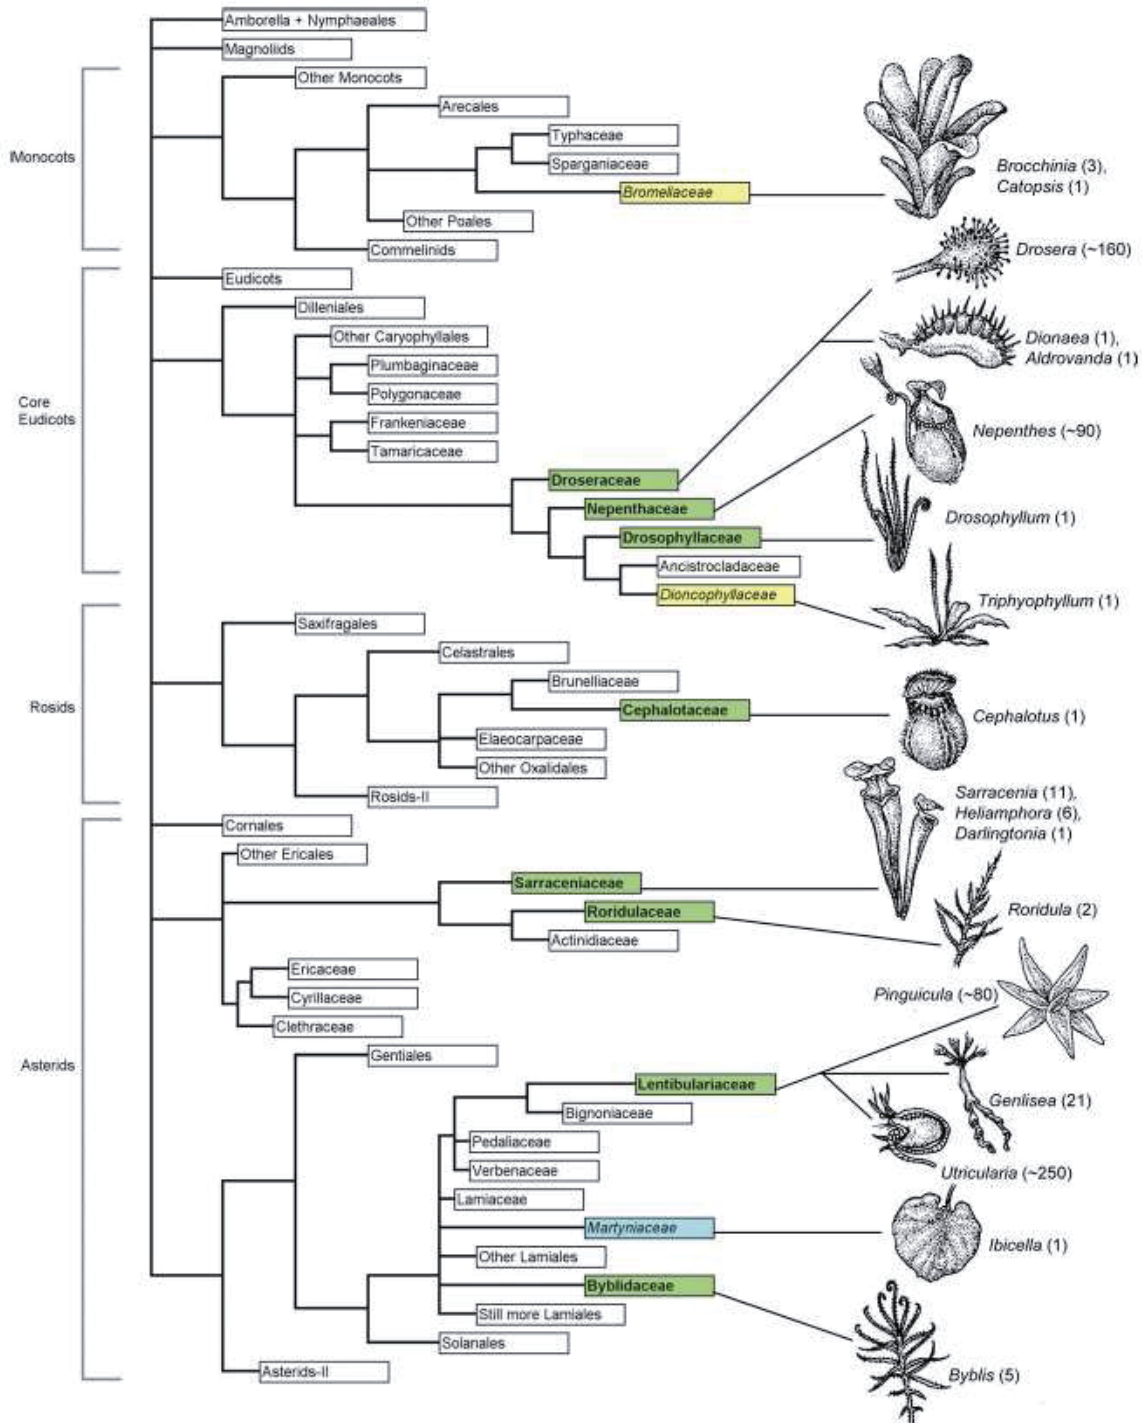 Amborella + Nymphaeales
Magnoliids
Other Monocots
Arecales
Typhaceae
Monocots
Sparganiaceae
Brocchinia (3),
Catopsis (1)
Bromeliaceae
Other Poales
Commelinids
Drosera (~160)
Eudicots
Dilleniales
Other Caryophyllales
Dionaea (1),
Aldrovanda (1)
Plumbaginaceae
Polygonaceae
Core
Eudicots
Frankeniaceae
Nepenthes (~90)
Tamaricaceae
Droseraceae
Nepenthaceae
Drosophyllum (1)
Drosophyllaceae
Ancistrocladaceae
Dioncophyllaceae
Triphyophyllum (1)
Saxifragales
Celastrales
Brunelliaceae
Rosids
Cephalotaceae
Cephalotus (1)
Elaeocarpaceae
Other Oxalidales
Rosids-II
Sarracenia (11),
Heliamphora (6),
Darlingtonia (1)
Cornales
Other Ericales
Sarraceniaceae
Roridulaceae
Roridula (2)
Actinidiaceae
Ericaceae
Cyrillaceae
Pinguicula (~80)
Clethraceae
Gentiales
Asterids
Lentibulariaceae
Bignoniaceae
Genlisea (21)
Pedaliaceae
Verbenaceae
Utricularia (~250)
Lamiaceae
Martyniaceae
Ibicella (1)
Other Lamiales
Byblidaceae
Still more Lamiales
Solanales
Asterids-II
Byblis (5)